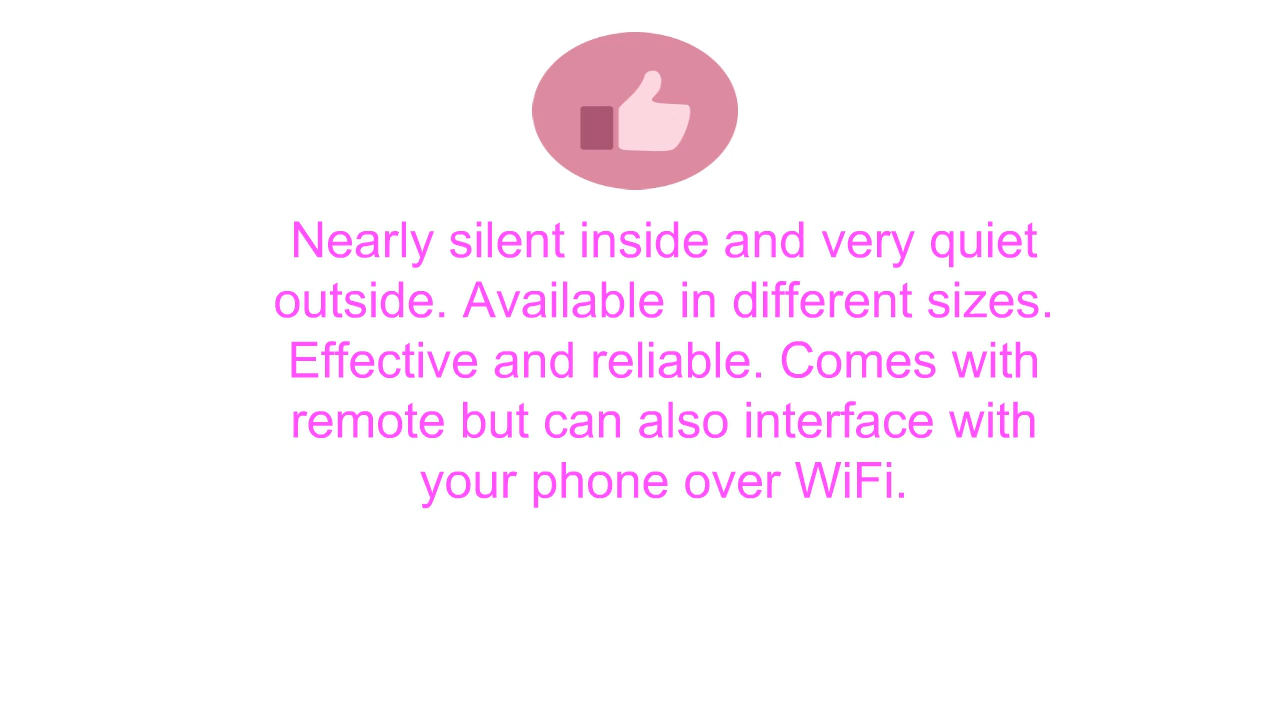 Nearly silent inside and very quiet
outside. Available in different sizes.
Effective and reliable. Comes with
remote but can also interface with
your phone over WiFi.